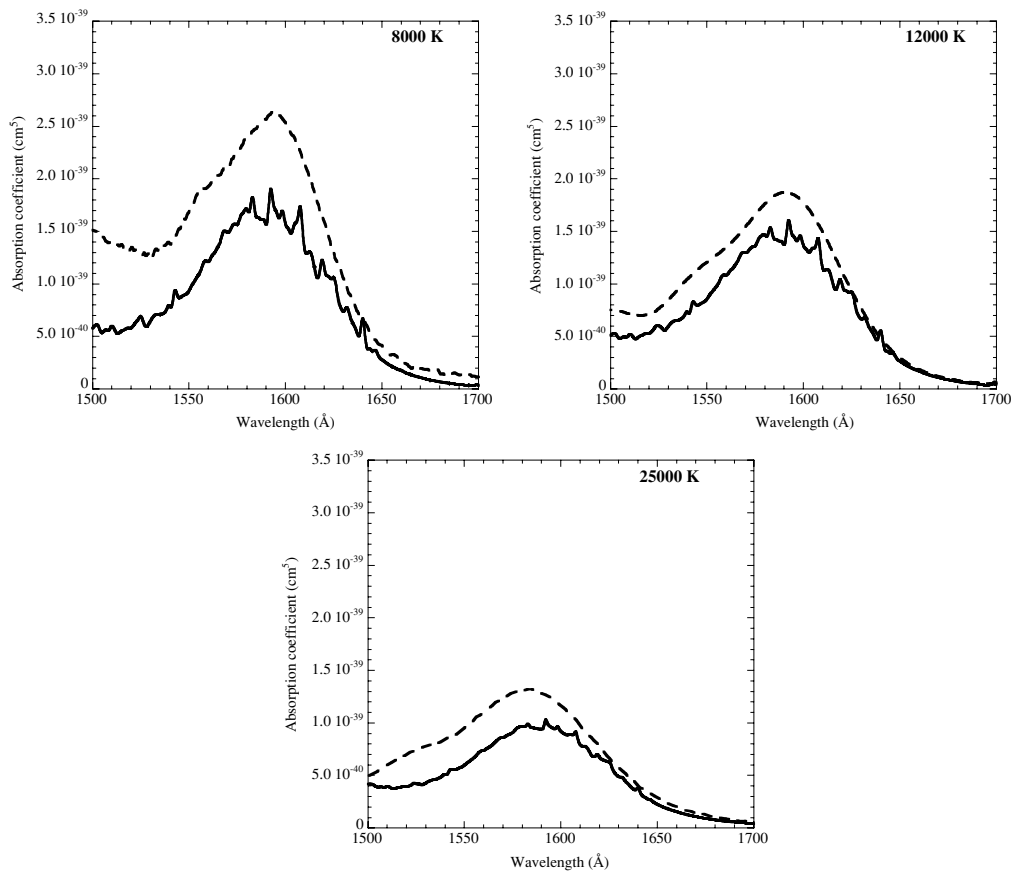 8000 K
3.5 10⁻³⁹
3.0 10⁻³⁹
2.5 10⁻³⁹
2.0 10⁻³⁹
1.5 10⁻³⁹
1.0 10⁻³⁹
5.0 10⁻⁴⁰
0
1500 1550 1600 1650 1700
Absorption coefficient (cm⁵)
Wavelength (Å)
12000 K
3.5 10⁻³⁹
3.0 10⁻³⁹
2.5 10⁻³⁹
2.0 10⁻³⁹
1.5 10⁻³⁹
1.0 10⁻³⁹
5.0 10⁻⁴⁰
0
1500 1550 1600 1650 1700
Absorption coefficient (cm⁵)
Wavelength (Å)
25000 K
3.5 10⁻³⁹
3.0 10⁻³⁹
2.5 10⁻³⁹
2.0 10⁻³⁹
1.5 10⁻³⁹
1.0 10⁻³⁹
5.0 10⁻⁴⁰
0
1500 1550 1600 1650 1700
Absorption coefficient (cm⁵)
Wavelength (Å)